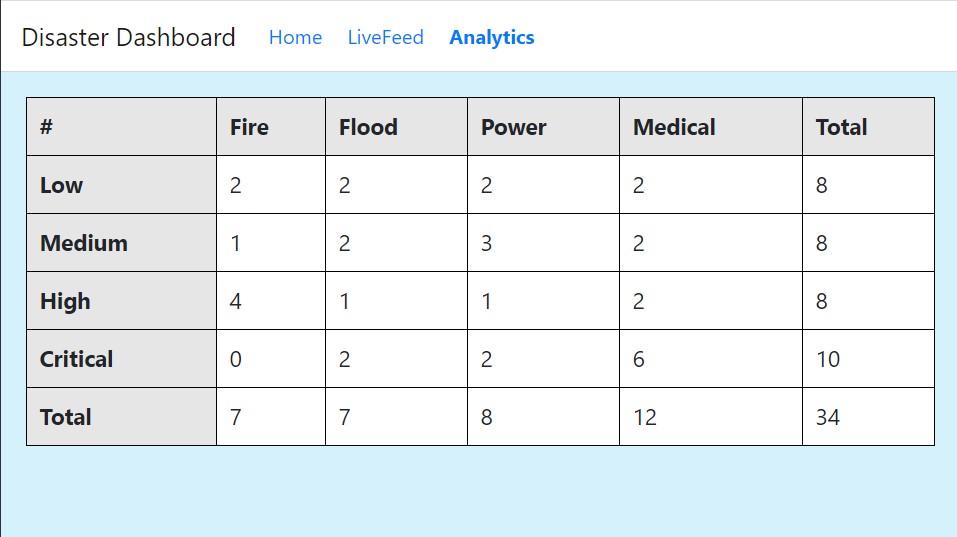 Disaster Dashboard Home LiveFeed Analytics
# Fire Flood Power Medical Total
Low 2 2 2 2 8
Medium 1 2 3 2 8
High 4 1 1 2 8
Critical 0 2 2 6 10
Total 7 7 8 12 34